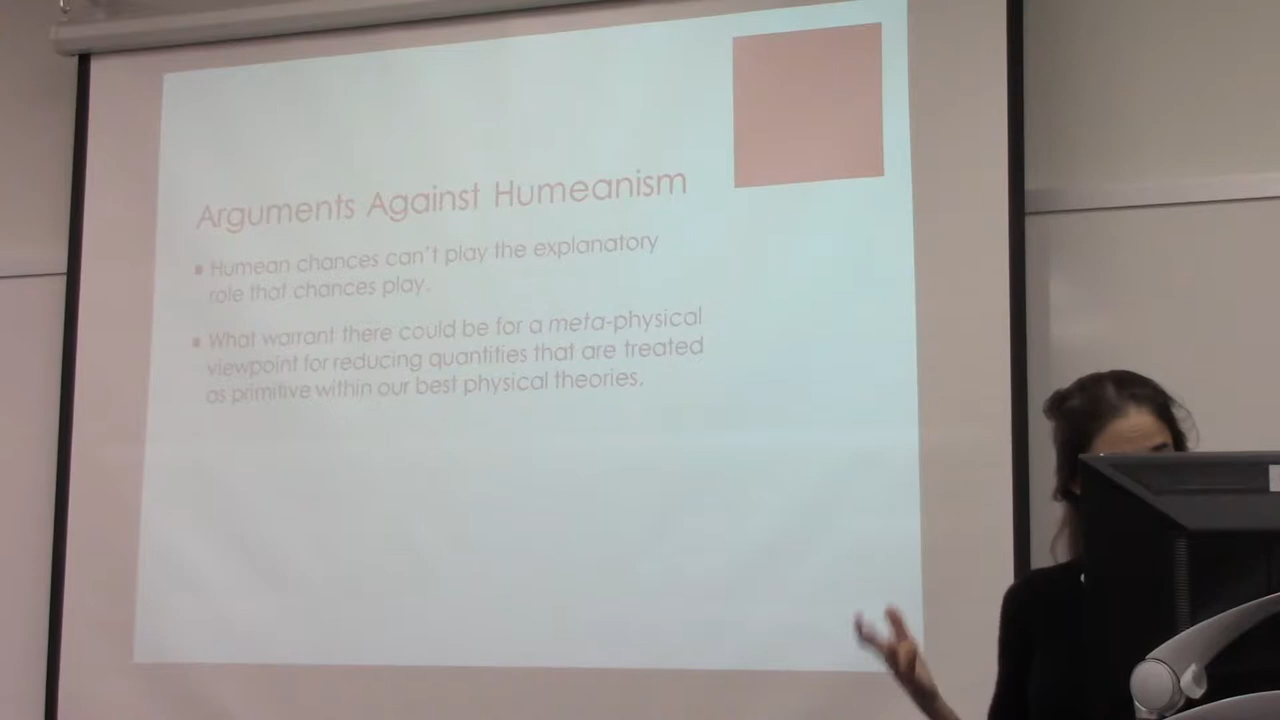 Arguments Against Humeanism
Humean chances can't play the explanatory
role that chances play.
What warrant there could be for a meta-physical
viewpoint for reducing quantities that are treated
as primitive within our best physical theories.